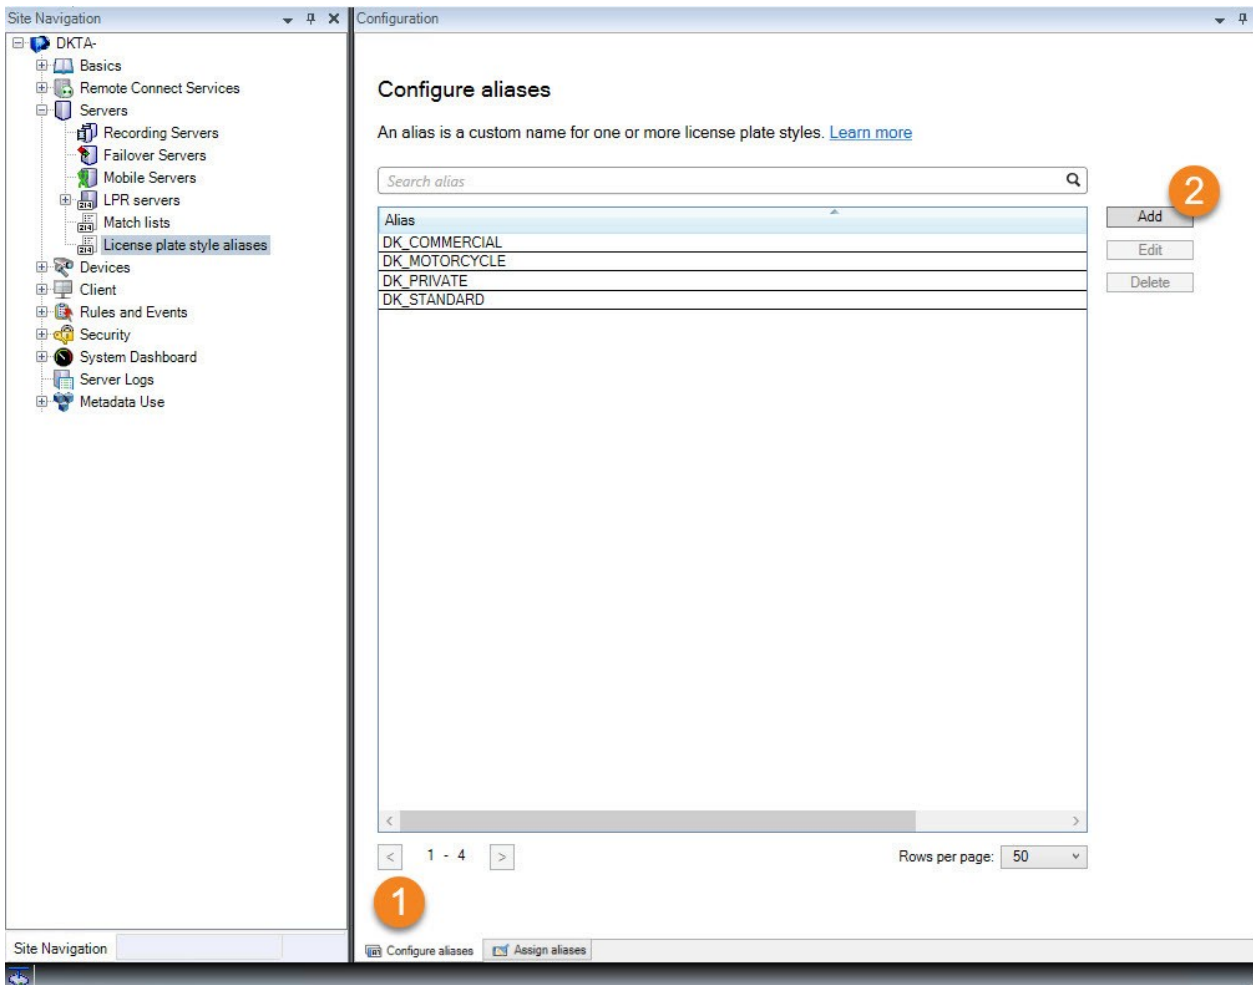 Site Navigation
DKTA-
Basics
Remote Connect Services
Servers
Recording Servers
Failover Servers
Mobile Servers
LPR servers
Match lists
License plate style aliases
Devices
Client
Rules and Events
Security
System Dashboard
Server Logs
Metadata Use
Site Navigation
Configuration
Configure aliases
An alias is a custom name for one or more license plate styles. Learn more
Search alias
2
Alias
Add
DK_COMMERCIAL
Edit
DK_MOTORCYCLE
DK_PRIVATE
Delete
DK_STANDARD
< 1 - 4 >
Rows per page: 50
1
Configure aliases
Assign aliases